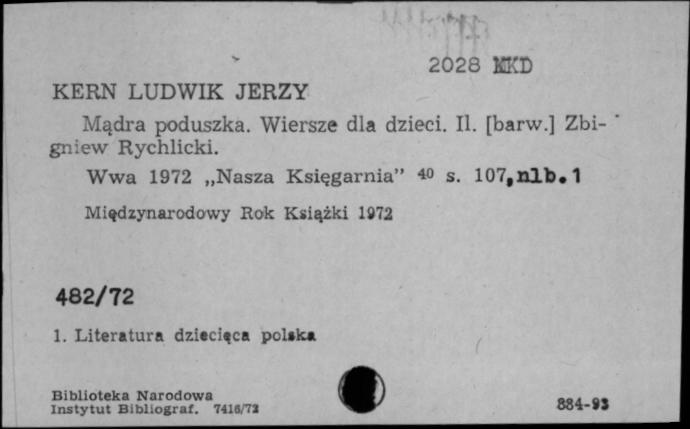 2028 MKD
KERN LUDWIK JERZY
Mądra poduszka. Wiersze dla dzieci. Il. [barw.] Zbi-
gniew Rychlicki.
Wwa 1972 „Nasza Księgarnia” 4⁰ s. 107,nlb.1
Międzynarodowy Rok Książki 1972
482/72
1. Literatura dziecięca polska
Biblioteka Narodowa
Instytut Bibliograf. 7416/72
884-93